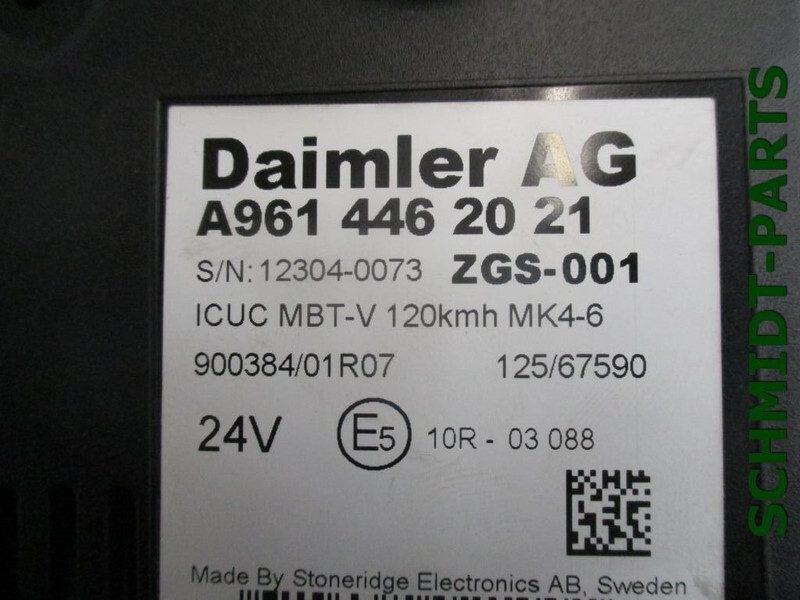 Daimler AG
A961 446 20 21
S/N: 12304-0073 ZGS-001
ICUC MBT-V 120kmh MK4-6
900384/01R07 125/67590
24V E5 10R - 03 088
Made By Stoneridge Electronics AB, Sweden
SCHMIDT-PARTS